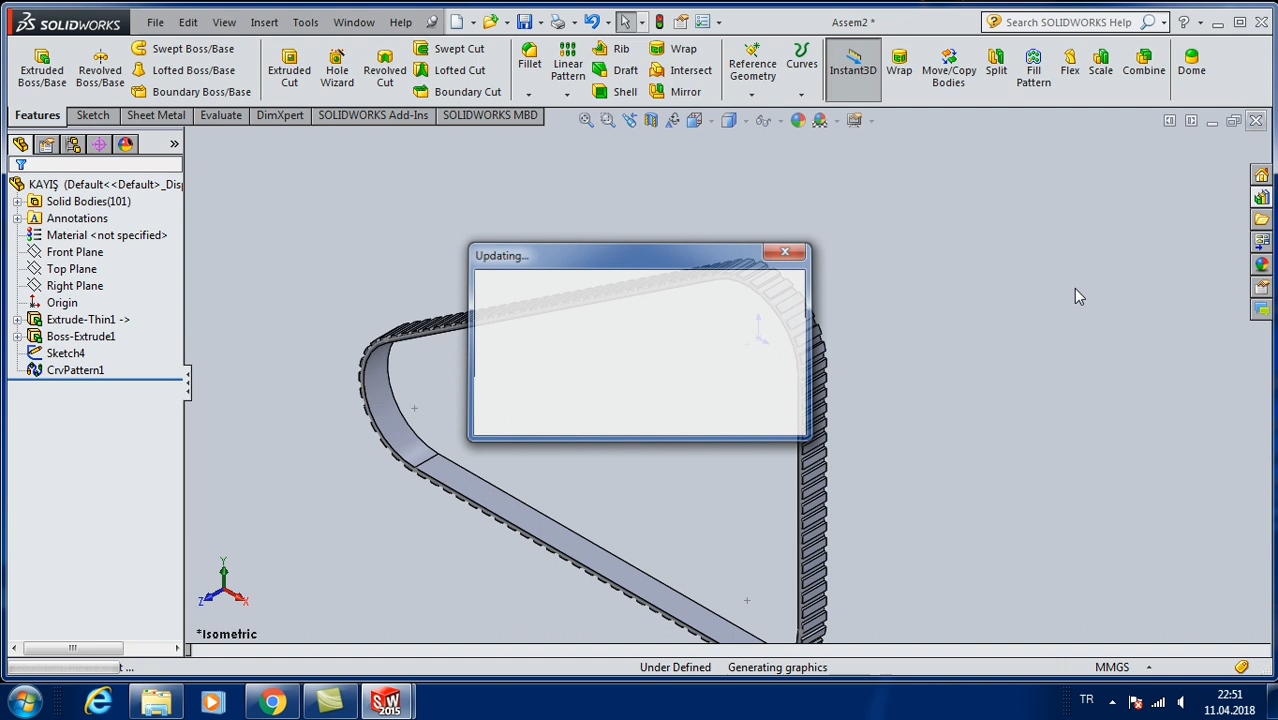 SOLIDWORKS File Edit View Insert Tools Window Help Assem2 * Search SOLIDWORKS Help
Extruded Boss/Base
Revolved Boss/Base
Swept Boss/Base
Lofted Boss/Base
Boundary Boss/Base
Extruded Cut
Hole Wizard
Revolved Cut
Swept Cut
Lofted Cut
Boundary Cut
Fillet
Linear Pattern
Rib
Draft
Shell
Wrap
Intersect
Mirror
Reference Geometry
Curves
Instant3D
Wrap
Move/Copy Bodies
Split
Fill Pattern
Flex
Scale
Combine
Dome
Features Sketch Sheet Metal Evaluate DimXpert SOLIDWORKS Add-Ins SOLIDWORKS MBD
KAYIŞ (Default<<Default>_Disp
Solid Bodies(101)
Annotations
Material <not specified>
Front Plane
Top Plane
Right Plane
Origin
Extrude-Thin1 ->
Boss-Extrude1
Sketch4
CrvPattern1
Updating...
Y
Z X
*Isometric
Under Defined Generating graphics MMGS
TR 22:51
11.04.2018
SW 2015